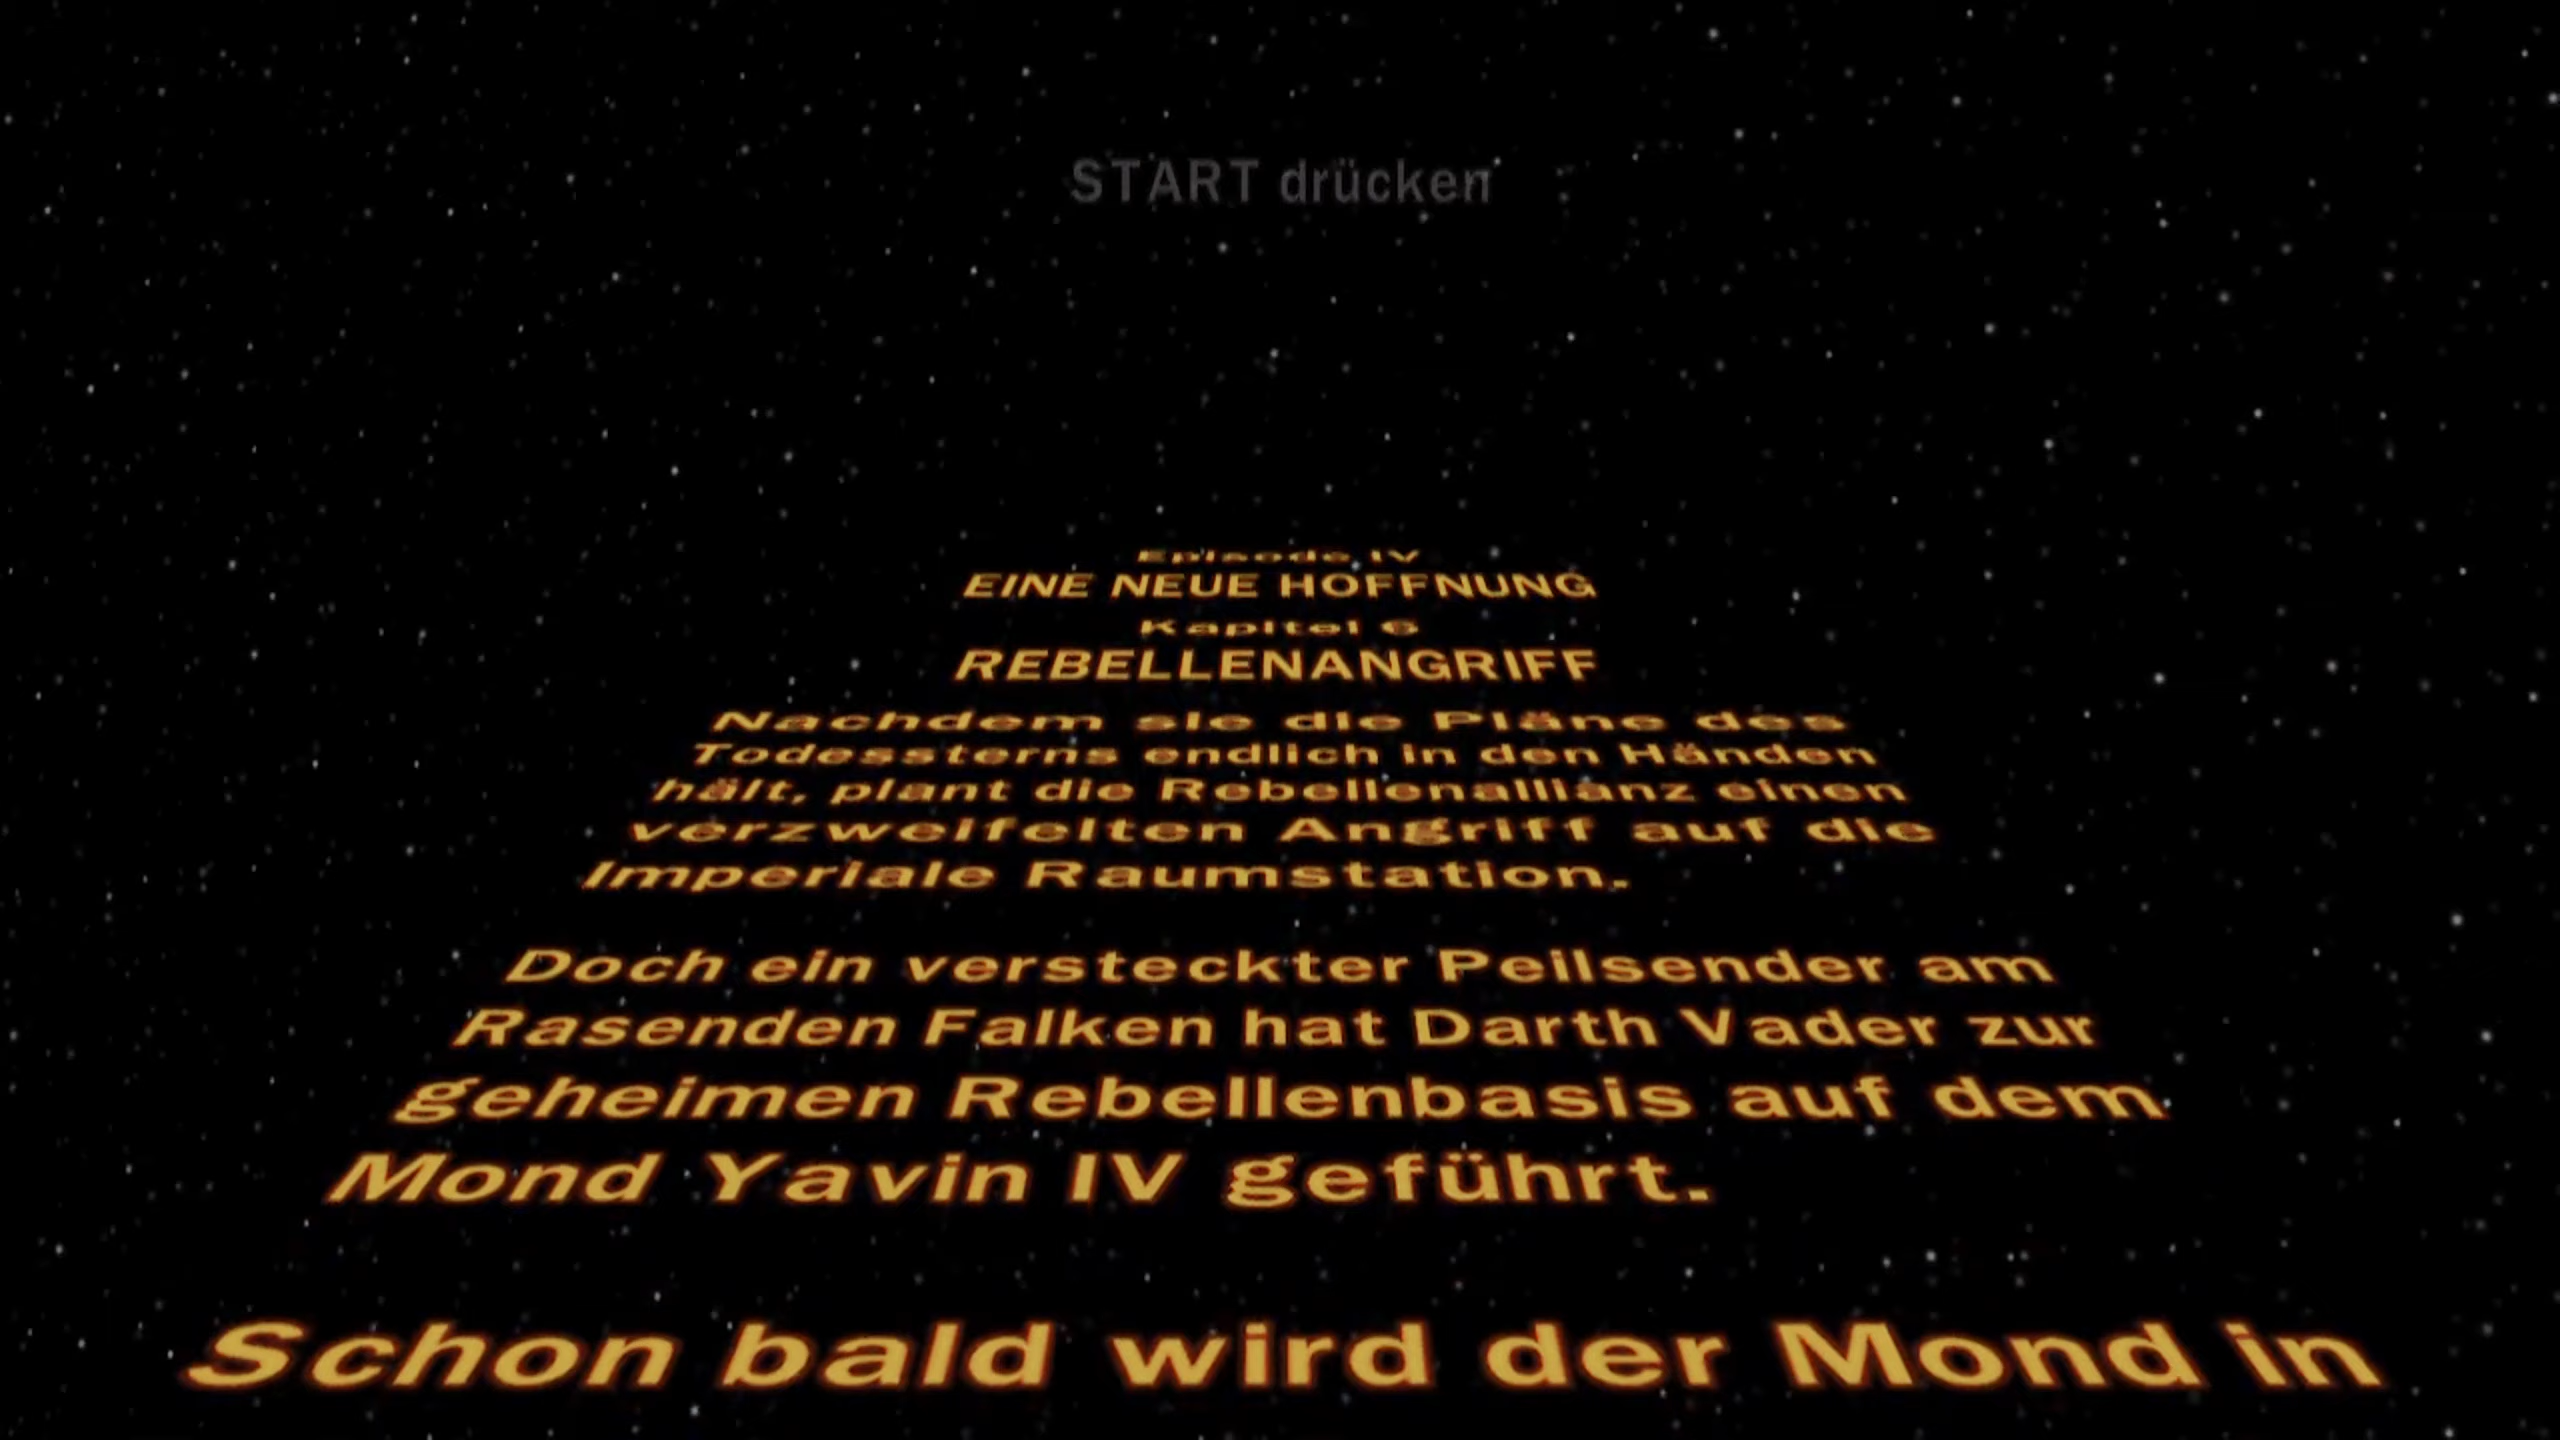 START drücken
Episode IV
EINE NEUE HOFFNUNG
Kapitel 6
REBELLENANGRIFF
Nachdem sie die Pläne des
Todessterns endlich in den Händen
hält, plant die Rebellenallianz einen
verzweifelten Angriff auf die
Imperiale Raumstation.
Doch ein versteckter Peilsender am
Rasenden Falken hat Darth Vader zur
geheimen Rebellenbasis auf dem
Mond Yavin IV geführt.
Schon bald wird der Mond in